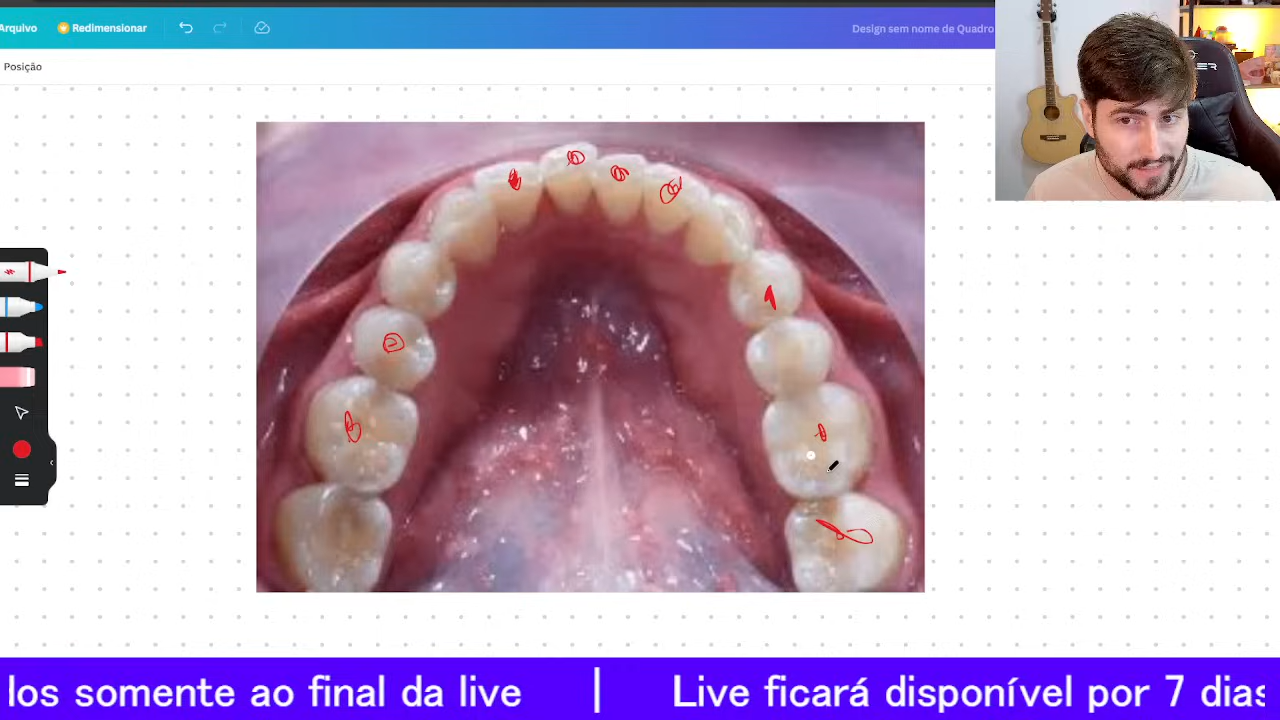 Arquivo
Redimensionar
Design sem nome de Quadro
Posição
los somente ao final da live | Live ficará disponível por 7 dias